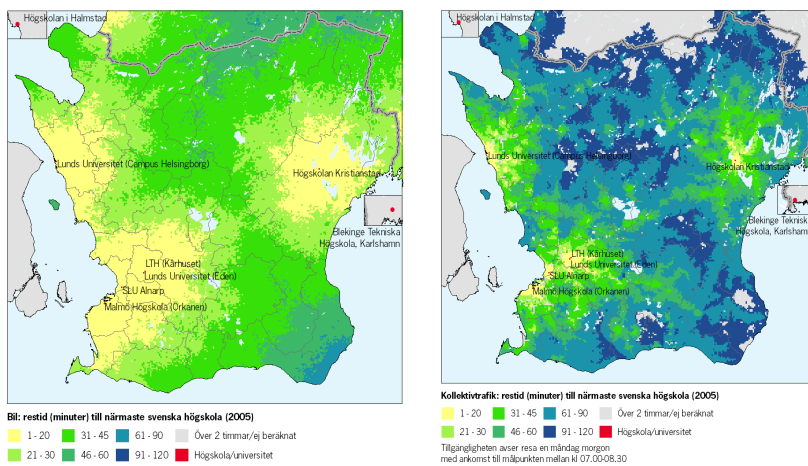 Högskolan i Halmstad
Lunds Universitet (Campus Helsingborg)
Högskolan Kristianstad
Blekinge Tekniska
Högskola, Karlshamn
LTH (Kårhuset)
Lunds Universitet (Eden)
SLU Alnarp
Malmö Högskola (Orkanen)
Bil: restid (minuter) till närmaste svenska högskola (2005)
1 - 20 31 - 45 61 - 90 Över 2 timmar/ej beräknat
21 - 30 46 - 60 91 - 120 Högskola/universitet
Högskolan i Halmstad
Lunds Universitet (Campus Helsingborg)
Högskolan Kristianstad
Blekinge Tekniska
Högskola, Karlshamn
LTH (Kårhuset)
Lunds Universitet (Eden)
SLU Alnarp
Malmö Högskola (Orkanen)
Kollektivtrafik: restid (minuter) till närmaste svenska högskola (2005)
1 - 20 31 - 45 61 - 90 Över 2 timmar/ej beräknat
21 - 30 46 - 60 91 - 120 Högskola/universitet
Tillgängligheten avser resa en måndag morgon
med ankomst till målpunkten mellan kl 07.00-08.30